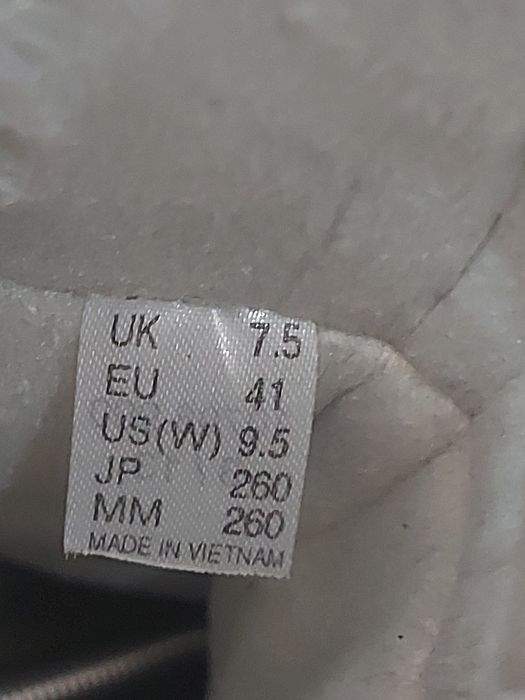 UK 7.5
EU 41
US(W) 9.5
JP 260
MM 260
MADE IN VIETNAM